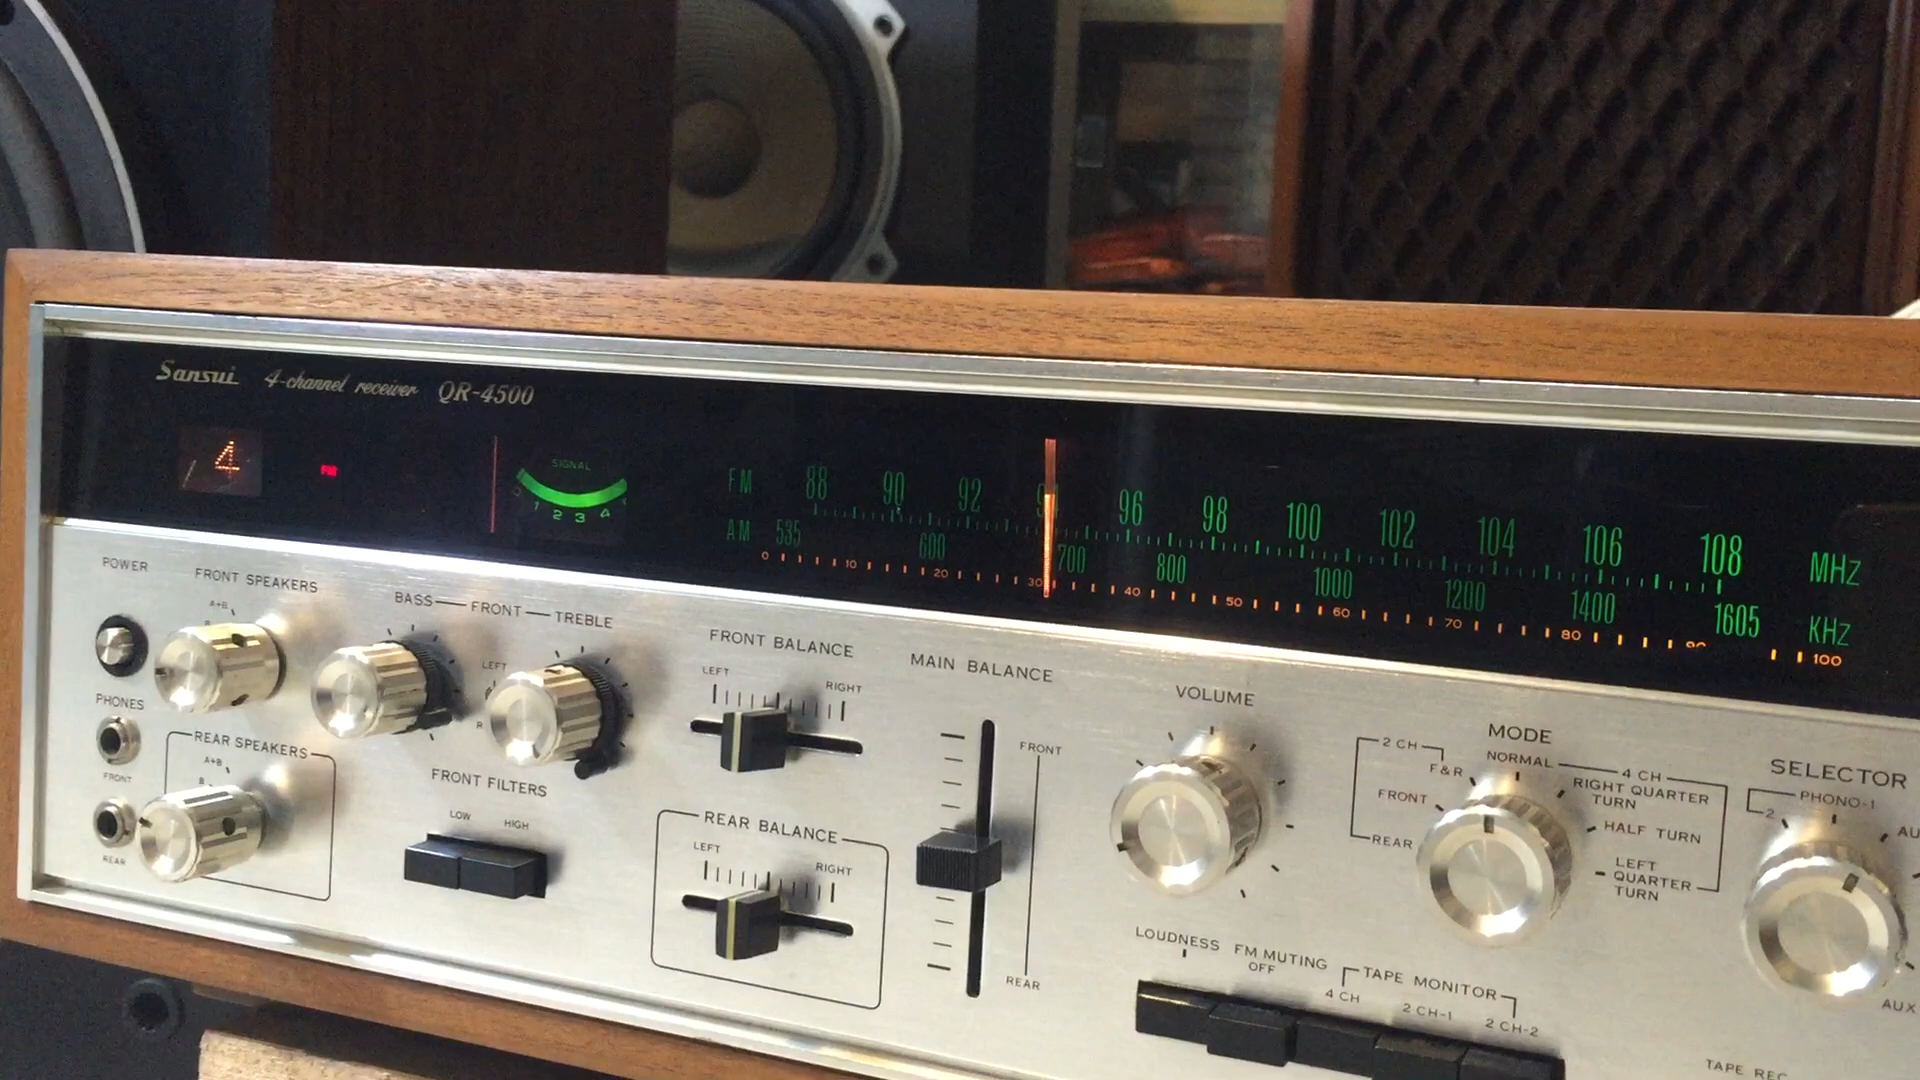 Sansui 4-channel receiver QR-4500
4
FM
SIGNAL
1 2 3 4
FM 88 90 92 96 98 100 102 104 106 108 MHz
AM 535 600 700 800 1000 1200 1400 1605 KHz
0 10 20 30 40 50 60 70 80 100
POWER
FRONT SPEAKERS
A+B
BASS FRONT TREBLE
LEFT
R
FRONT BALANCE
LEFT RIGHT
MAIN BALANCE
FRONT
REAR
VOLUME
MODE
2 CH
F&R
FRONT
REAR
NORMAL
4 CH
RIGHT QUARTER
TURN
HALF TURN
LEFT
QUARTER
TURN
SELECTOR
PHONO-1
2
AU
AUX
PHONES
FRONT
REAR
REAR SPEAKERS
A+B
B
FRONT FILTERS
LOW HIGH
REAR BALANCE
LEFT RIGHT
LOUDNESS
FM MUTING
OFF
TAPE MONITOR
4 CH
2 CH-1
2 CH-2
TAPE REC